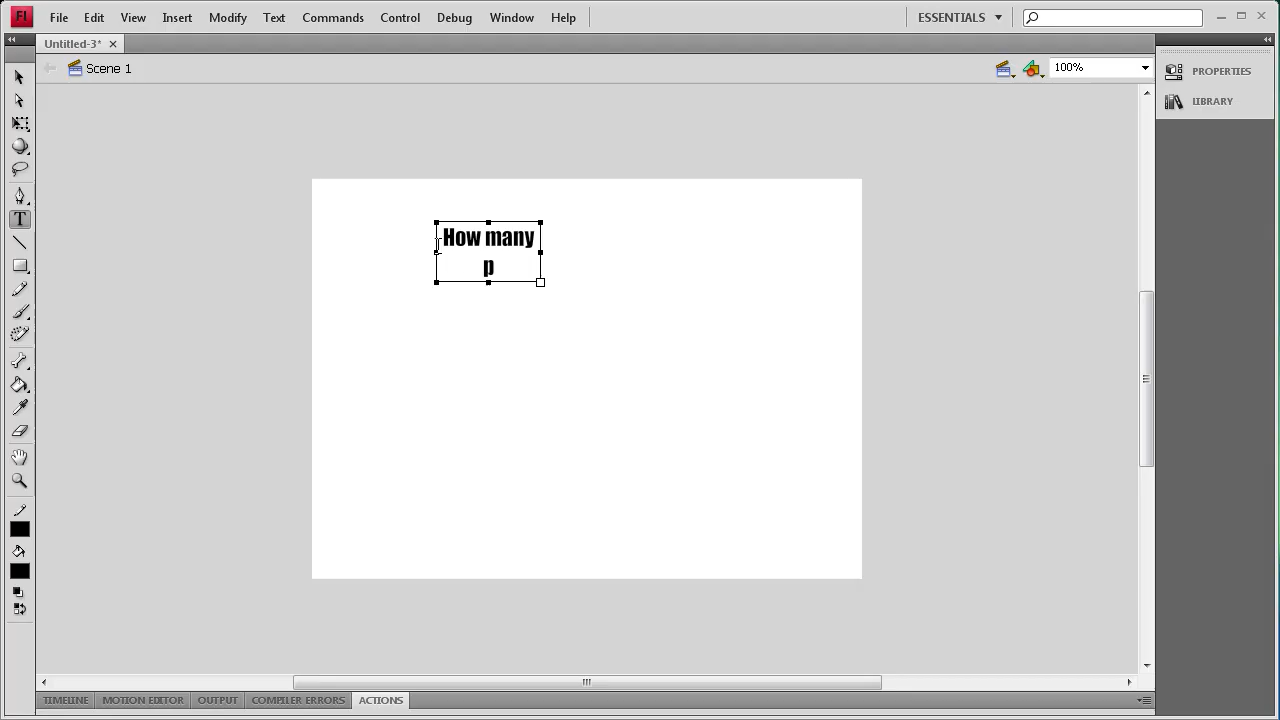 Fl File Edit View Insert Modify Text Commands Control Debug Window Help ESSENTIALS
Untitled-3*
Scene 1 100%
PROPERTIES
LIBRARY
T
How many
p
TIMELINE MOTION EDITOR OUTPUT COMPILER ERRORS ACTIONS